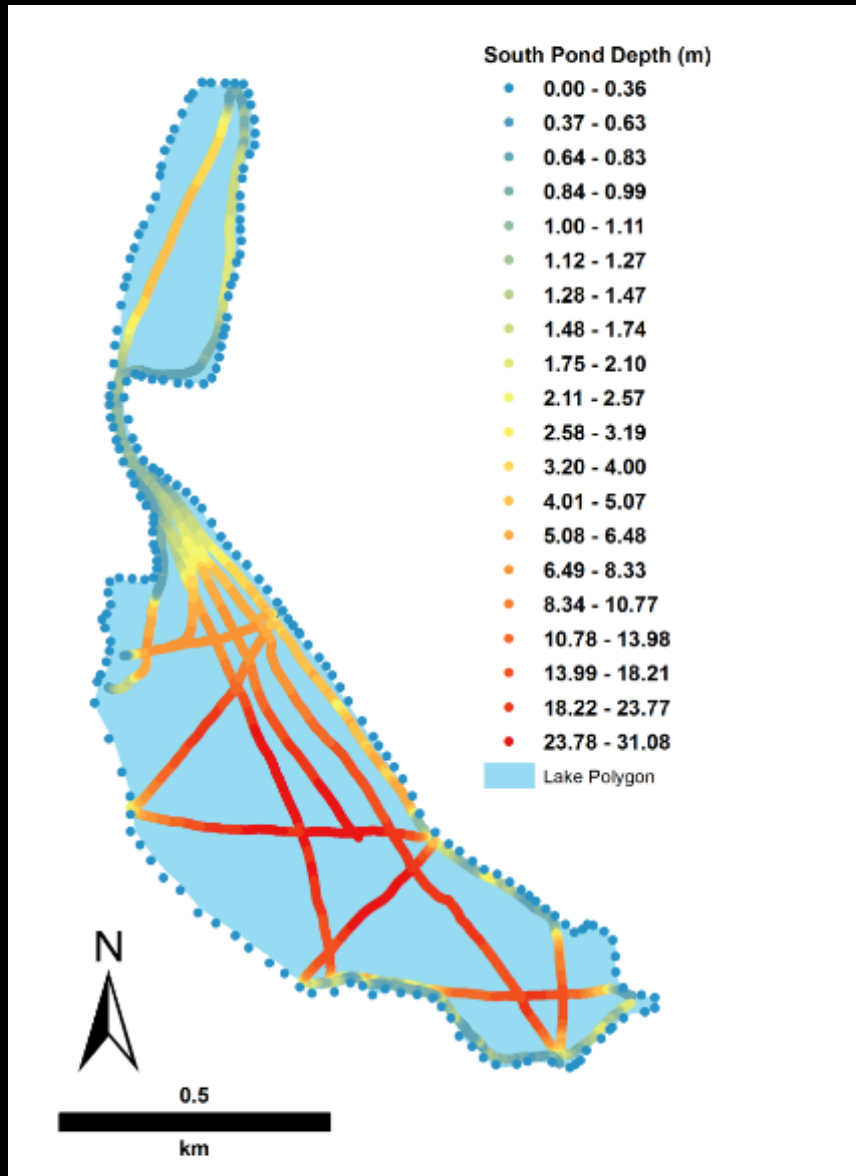 South Pond Depth (m)
0.00 - 0.36
0.37 - 0.63
0.64 - 0.83
0.84 - 0.99
1.00 - 1.11
1.12 - 1.27
1.28 - 1.47
1.48 - 1.74
1.75 - 2.10
2.11 - 2.57
2.58 - 3.19
3.20 - 4.00
4.01 - 5.07
5.08 - 6.48
6.49 - 8.33
8.34 - 10.77
10.78 - 13.98
13.99 - 18.21
18.22 - 23.77
23.78 - 31.08
Lake Polygon
N
0.5
km